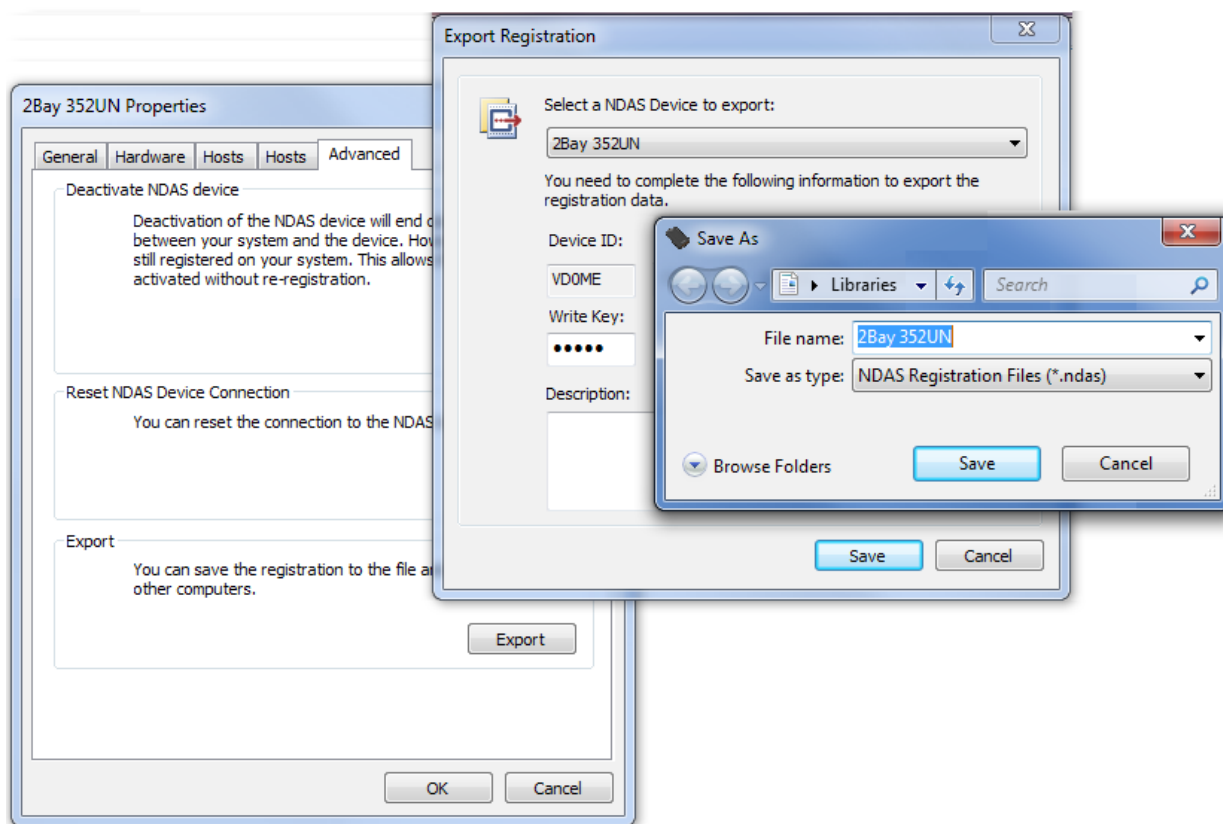 Export Registration
Select a NDAS Device to export:
2Bay 352UN
You need to complete the following information to export the
registration data.
Device ID:
VD0ME
Write Key:
•••••
Description:
Save
Cancel
2Bay 352UN Properties
General Hardware Hosts Hosts Advanced
Deactivate NDAS device
Deactivation of the NDAS device will end
between your system and the device.
still registered on your system. This allows
activated without re-registration.
Reset NDAS Device Connection
You can reset the connection to the NDAS
Export
You can save the registration to the file
other computers.
Export
OK Cancel
Save As
Libraries
Search
File name: 2Bay 352UN
Save as type: NDAS Registration Files (*.ndas)
Browse Folders
Save Cancel